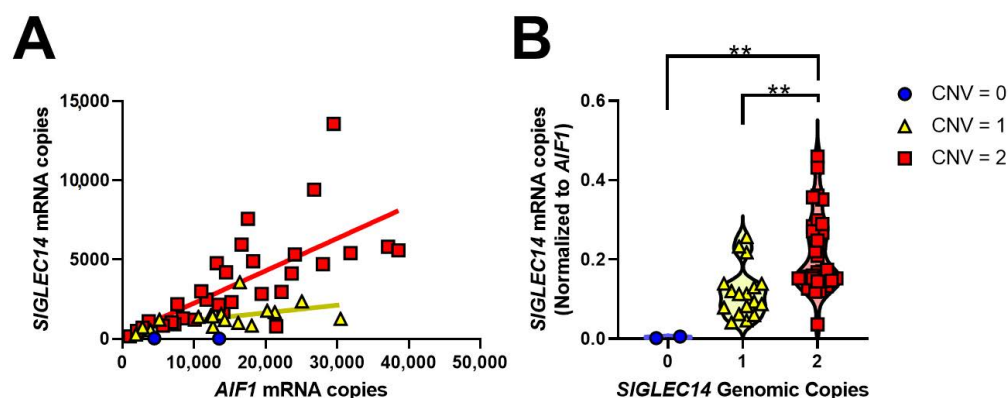 A
SIGLEC14 mRNA copies
15,000
10,000
5000
0
0
10,000
20,000
30,000
40,000
50,000
AIF1 mRNA copies
B
SIGLEC14 mRNA copies
(Normalized to AIF1)
**
**
0.6
0.4
0.2
0.0
0
1
2
SIGLEC14 Genomic Copies
CNV = 0
CNV = 1
CNV = 2